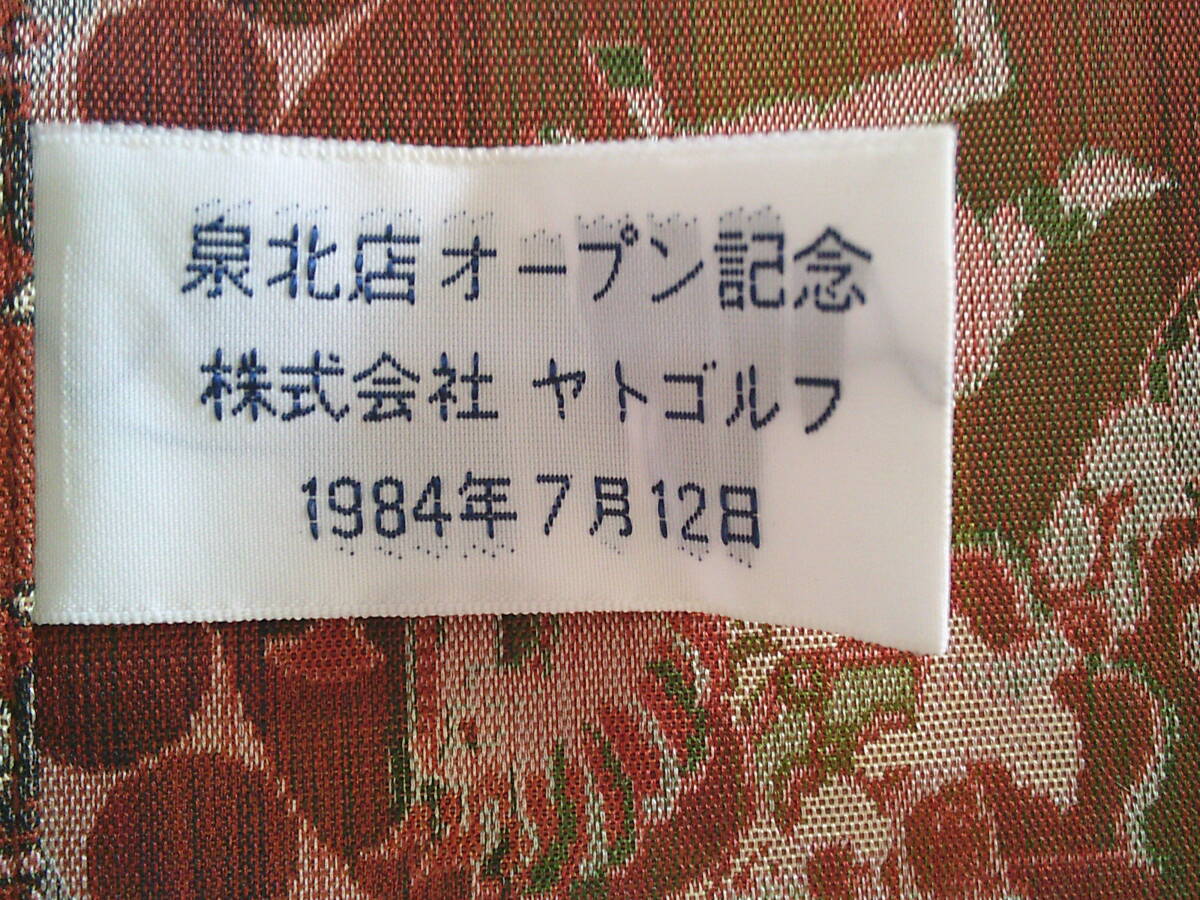 泉北店オープン記念
株式会社 ヤトゴルフ
1984年7月12日